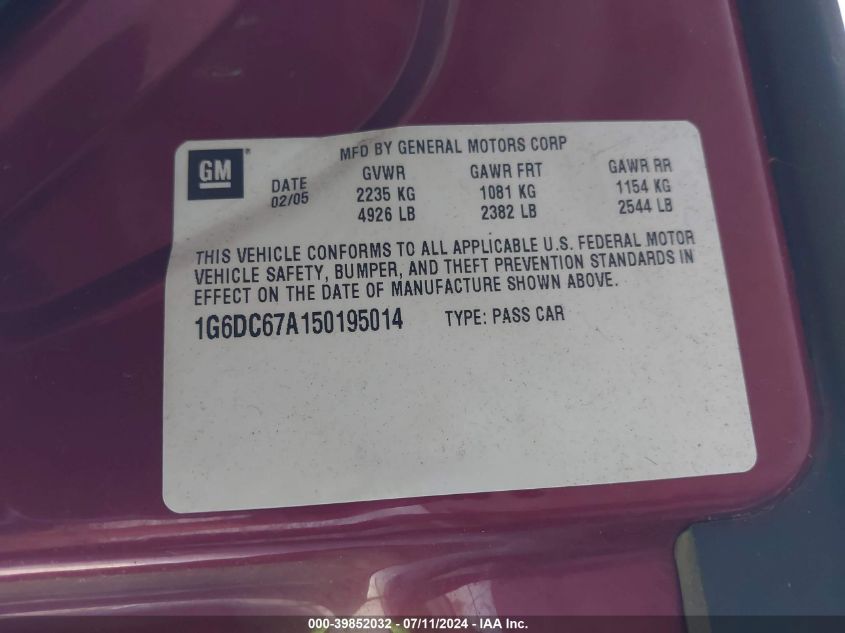 MFD BY GENERAL MOTORS CORP
GM®
DATE GVWR GAWR FRT GAWR RR
02/05 2235 KG 1081 KG 1154 KG
4926 LB 2382 LB 2544 LB
THIS VEHICLE CONFORMS TO ALL APPLICABLE U.S. FEDERAL MOTOR
VEHICLE SAFETY, BUMPER, AND THEFT PREVENTION STANDARDS IN
EFFECT ON THE DATE OF MANUFACTURE SHOWN ABOVE.
1G6DC67A150195014 TYPE: PASS CAR
000-39852032 - 07/11/2024 - IAA Inc.